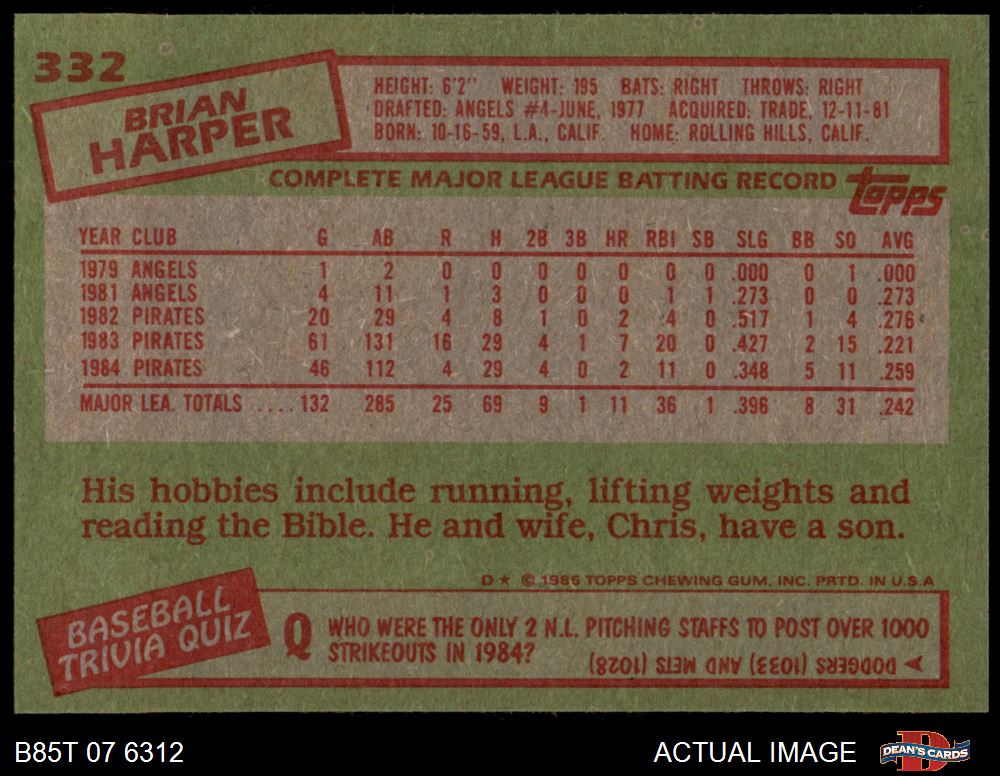 332
BRIAN
HARPER
HEIGHT: 6'2" WEIGHT: 195 BATS: RIGHT THROWS: RIGHT
DRAFTED: ANGELS #4-JUNE, 1977 ACQUIRED: TRADE, 12-11-81
BORN: 10-16-59, L.A., CALIF. HOME: ROLLING HILLS, CALIF.
COMPLETE MAJOR LEAGUE BATTING RECORD topps
YEAR CLUB G AB R H 2B 3B HR RBI SB SLG BB SO AVG
1979 ANGELS 1 2 0 0 0 0 0 0 0 .000 0 1 .000
1981 ANGELS 4 11 1 3 0 0 0 1 1 .273 0 0 .273
1982 PIRATES 20 29 4 8 1 0 2 4 0 .517 1 4 .276
1983 PIRATES 61 131 16 29 4 1 7 20 0 .427 2 15 .221
1984 PIRATES 46 112 4 29 4 0 2 11 0 .348 5 11 .259
MAJOR LEA. TOTALS ....132 285 25 69 9 1 11 36 1 .396 8 31 .242
His hobbies include running, lifting weights and
reading the Bible. He and wife, Chris, have a son.
D★ © 1985 TOPPS CHEWING GUM, INC. PRTD. IN U.S.A
BASEBALL
TRIVIA QUIZ
Q WHO WERE THE ONLY 2 N.L. PITCHING STAFFS TO POST OVER 1000
STRIKEOUTS IN 1984?
DODGERS (1033) AND METS (1028)
B85T 07 6312
ACTUAL IMAGE
D
DEAN'S CARDS